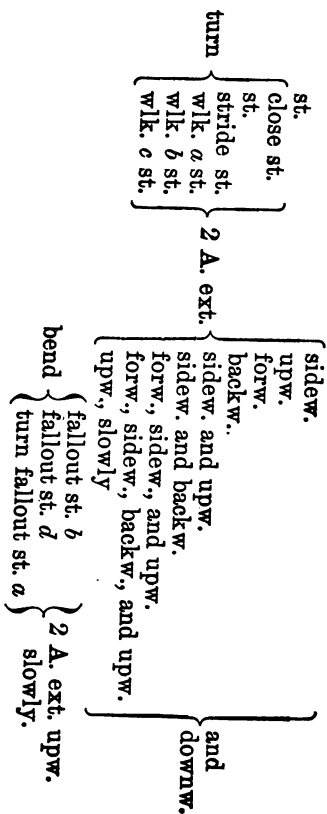 st.
close st.
st.
turn stride st.
wlk. a st.
wlk. b st.
wlk. c st.
2 A. ext.
sidew.
upw.
forw.
backw..
sidew. and upw.
sidew. and backw.
forw., sidew., and upw.
forw., sidew., backw., and upw.
upw., slowly
and
downw.
bend
fallout st. b
fallout st. d
turn fallout st. a
2 A. ext. upw.
slowly.